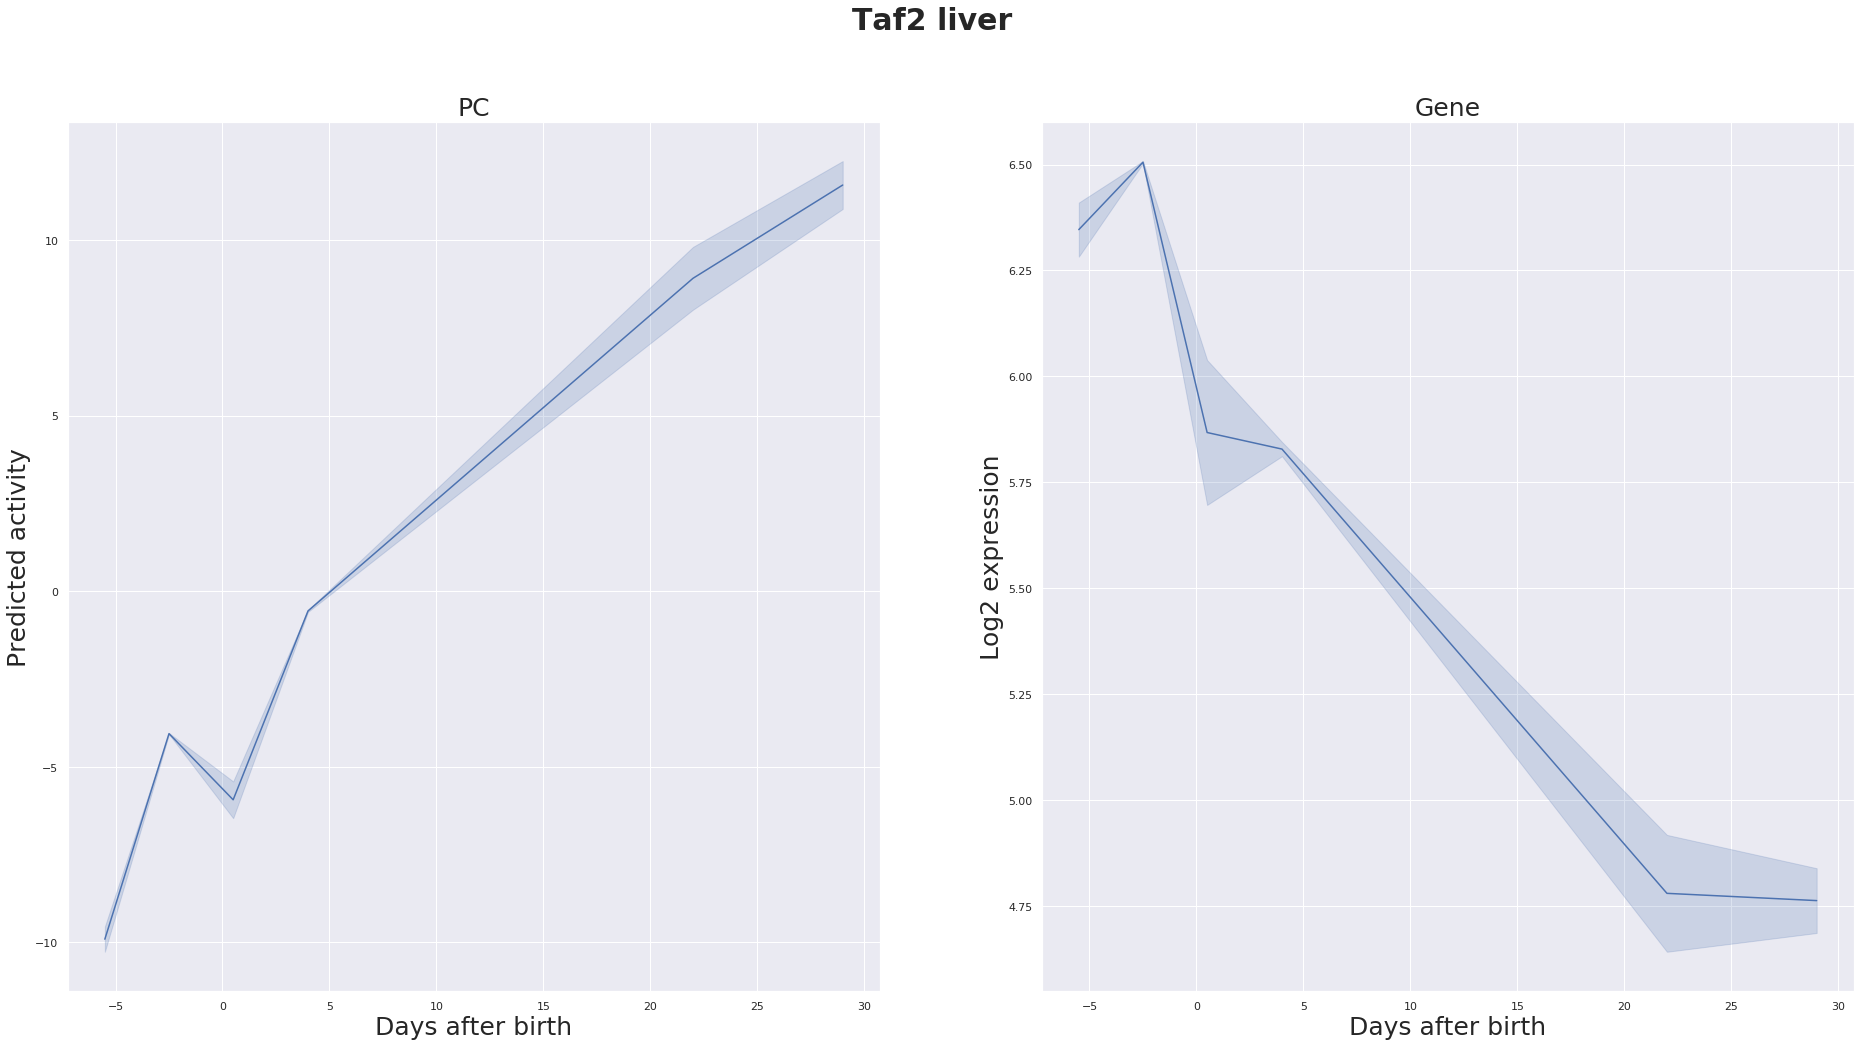 Taf2 liver
PC
Predicted activity
10
5
0
−5
−10
−5 0 5 10 15 20 25 30
Days after birth
Gene
Log2 expression
6.50
6.25
6.00
5.75
5.50
5.25
5.00
4.75
−5 0 5 10 15 20 25 30
Days after birth